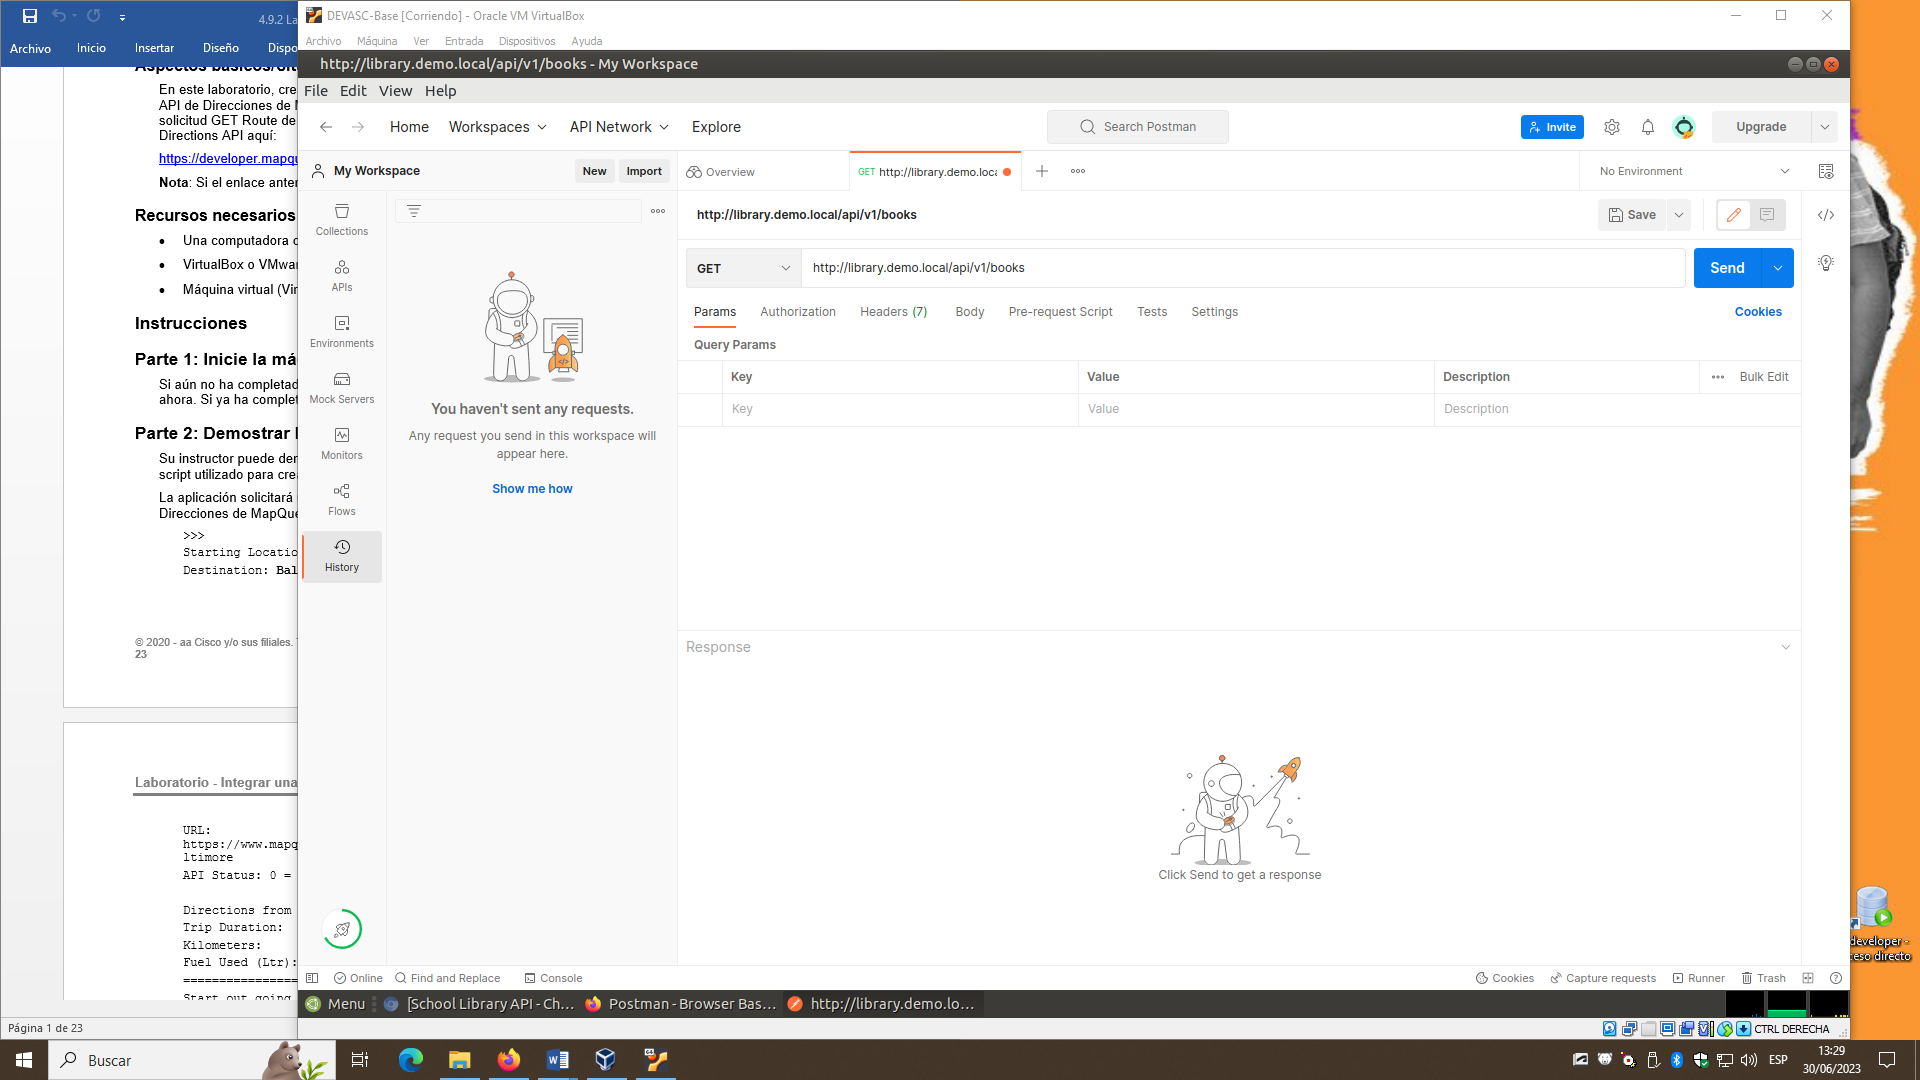 4.9.2 La
Archivo
Inicio
Insertar
Diseño
Dispo
En este laboratorio, cre
API de Direcciones de M
solicitud GET Route de
Directions API aquí:
https://developer.mapqu
Nota: Si el enlace anter
Recursos necesarios
Una computadora c
VirtualBox o VMwar
Máquina virtual (Vir
Instrucciones
Parte 1: Inicie la má
Si aún no ha completad
ahora. Si ya ha complet
Parte 2: Demostrar l
Su instructor puede der
script utilizado para crea
La aplicación solicitará
Direcciones de MapQue
>>>
Starting Locatio
Destination: Bal
© 2020 - aa Cisco y/o sus filiales.
23
Laboratorio - Integrar una
URL:
https://www.mapq
ltimore
API Status: 0 =
Directions from
Trip Duration:
Kilometers:
Fuel Used (Ltr):
=================
Start out going
Página 1 de 23
DEVASC-Base [Corriendo] - Oracle VM VirtualBox
Archivo Máquina Ver Entrada Dispositivos Ayuda
http://library.demo.local/api/v1/books - My Workspace
File Edit View Help
Home Workspaces API Network Explore
Search Postman
Invite
Upgrade
My Workspace
New
Import
Overview
GET http://library.demo.loca
No Environment
Collections
APIs
Environments
Mock Servers
Monitors
Flows
History
You haven't sent any requests.
Any request you send in this workspace will
appear here.
Show me how
http://library.demo.local/api/v1/books
Save
</>
GET
http://library.demo.local/api/v1/books
Send
Params Authorization Headers (7) Body Pre-request Script Tests Settings
Cookies
Query Params
Key Value Description Bulk Edit
Key Value Description
Response
Click Send to get a response
Online Find and Replace Console
Cookies Capture requests Runner Trash
Menu [School Library API - Ch... Postman - Browser Bas... http://library.demo.lo...
CTRL DERECHA
developer -
ceso directo
Buscar
ESP
13:29
30/06/2023